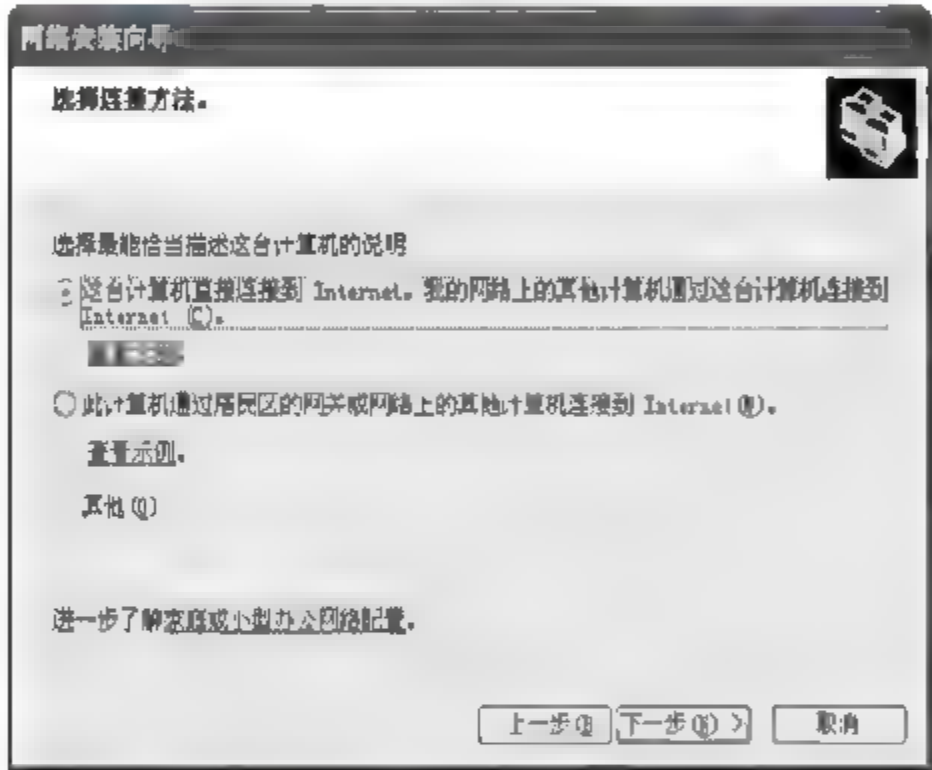 网络安装向导
选择连接方法。
选择最能恰当描述这台计算机的说明
这台计算机直接连接到 Internet。我的网络上的其他计算机通过这台计算机连接到
Internet (C)。
此计算机通过居民区的网关或网络上的其他计算机连接到 Internet(N)。
查看示例。
其他(O)
进一步了解家庭或小型办公网络配置。
上一步(B
下一步(N) >
取消